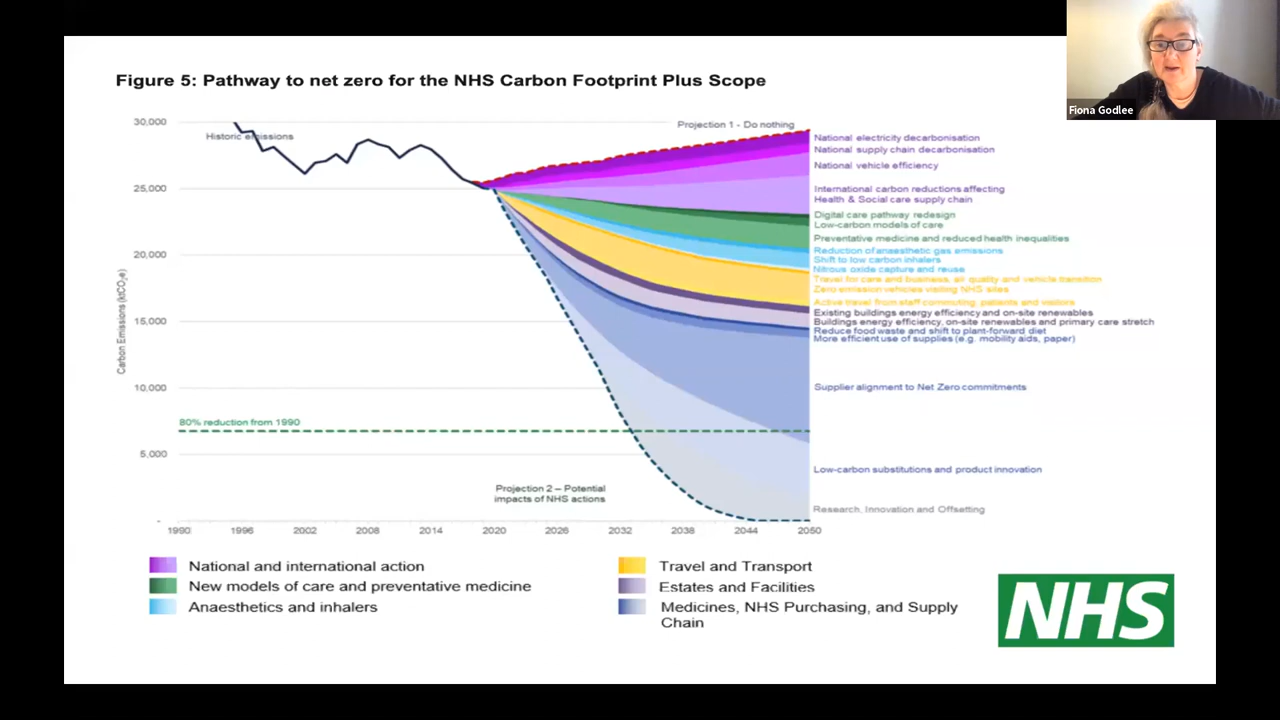 Figure 5: Pathway to net zero for the NHS Carbon Footprint Plus Scope
Fiona Godlee
30,000
25,000
20,000
15,000
10,000
5,000
-
Carbon Emissions (ktCO₂e)
Historic emissions
Projection 1 - Do nothing
80% reduction from 1990
Projection 2 – Potential
impacts of NHS actions
1990 1996 2002 2008 2014 2020 2026 2032 2038 2044 2050
National electricity decarbonisation
National supply chain decarbonisation
National vehicle efficiency
International carbon reductions affecting
Health & Social care supply chain
Digital care pathway redesign
Low-carbon models of care
Preventative medicine and reduced health inequalities
Reduction of anaesthetic gas emissions
Shift to low carbon inhalers
Nitrous oxide capture and reuse
Travel for care and business, air quality and vehicle transition
Zero emission vehicles visiting NHS sites
Active travel from staff commuting, patients and visitors
Existing buildings energy efficiency and on-site renewables
Buildings energy efficiency, on-site renewables and primary care stretch
Reduce food waste and shift to plant-forward diet
More efficient use of supplies (e.g. mobility aids, paper)
Supplier alignment to Net Zero commitments
Low-carbon substitutions and product innovation
Research, Innovation and Offsetting
National and international action
New models of care and preventative medicine
Anaesthetics and inhalers
Travel and Transport
Estates and Facilities
Medicines, NHS Purchasing, and Supply
Chain
NHS